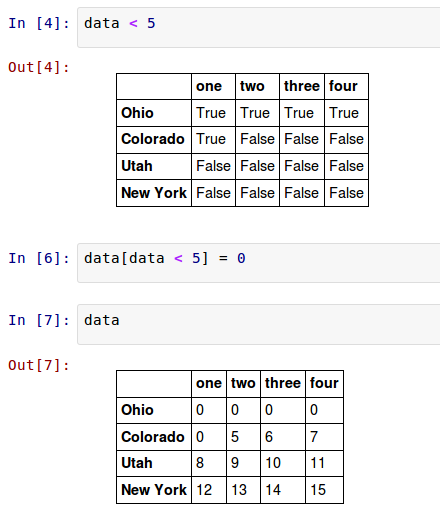 In [4]: data < 5
Out[4]:
one two three four
Ohio True True True True
Colorado True False False False
Utah False False False False
New York False False False False
In [6]: data[data < 5] = 0
In [7]: data
Out[7]:
one two three four
Ohio 0 0 0 0
Colorado 0 5 6 7
Utah 8 9 10 11
New York 12 13 14 15